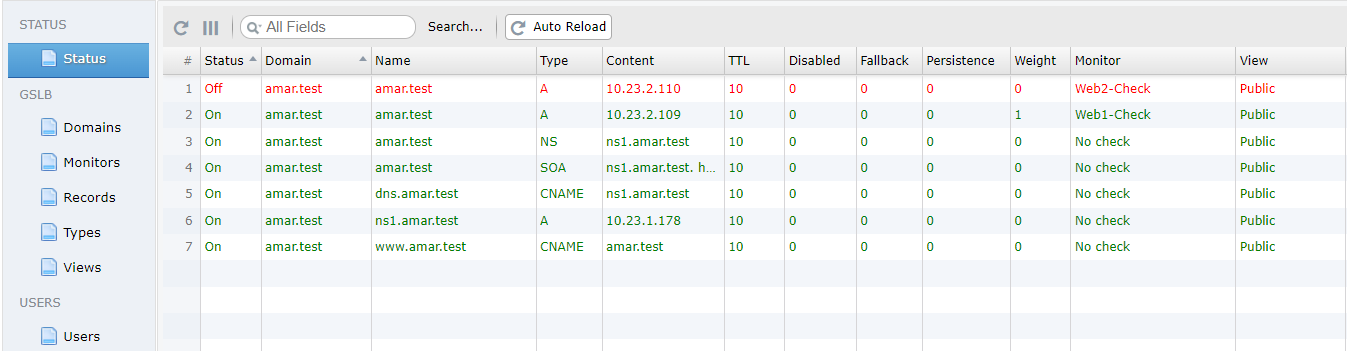 STATUS
Status
GSLB
Domains
Monitors
Records
Types
Views
USERS
Users
All Fields Search... Auto Reload
# Status Domain Name Type Content TTL Disabled Fallback Persistence Weight Monitor View
1 Off amar.test amar.test A 10.23.2.110 10 0 0 0 0 Web2-Check Public
2 On amar.test amar.test A 10.23.2.109 10 0 0 0 1 Web1-Check Public
3 On amar.test amar.test NS ns1.amar.test 10 0 0 0 0 No check Public
4 On amar.test amar.test SOA ns1.amar.test. h... 10 0 0 0 0 No check Public
5 On amar.test dns.amar.test CNAME ns1.amar.test 10 0 0 0 0 No check Public
6 On amar.test ns1.amar.test A 10.23.1.178 10 0 0 0 0 No check Public
7 On amar.test www.amar.test CNAME amar.test 10 0 0 0 0 No check Public